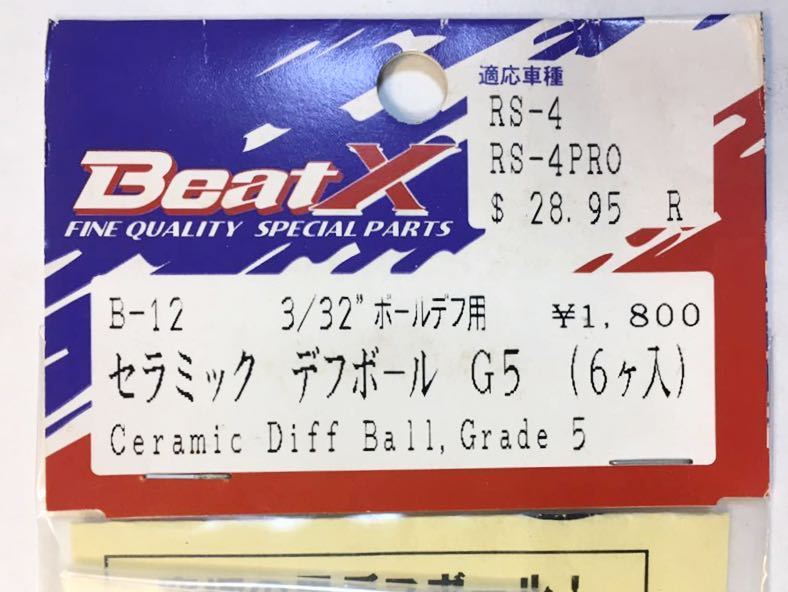 適応車種
RS-4
RS-4PRO
$ 28.95 R
BeatX
FINE QUALITY SPECIAL PARTS
B-12 3/32" ボールデフ用 ¥1,800
セラミック デフボール G5 (6ヶ入)
Ceramic Diff Ball, Grade 5